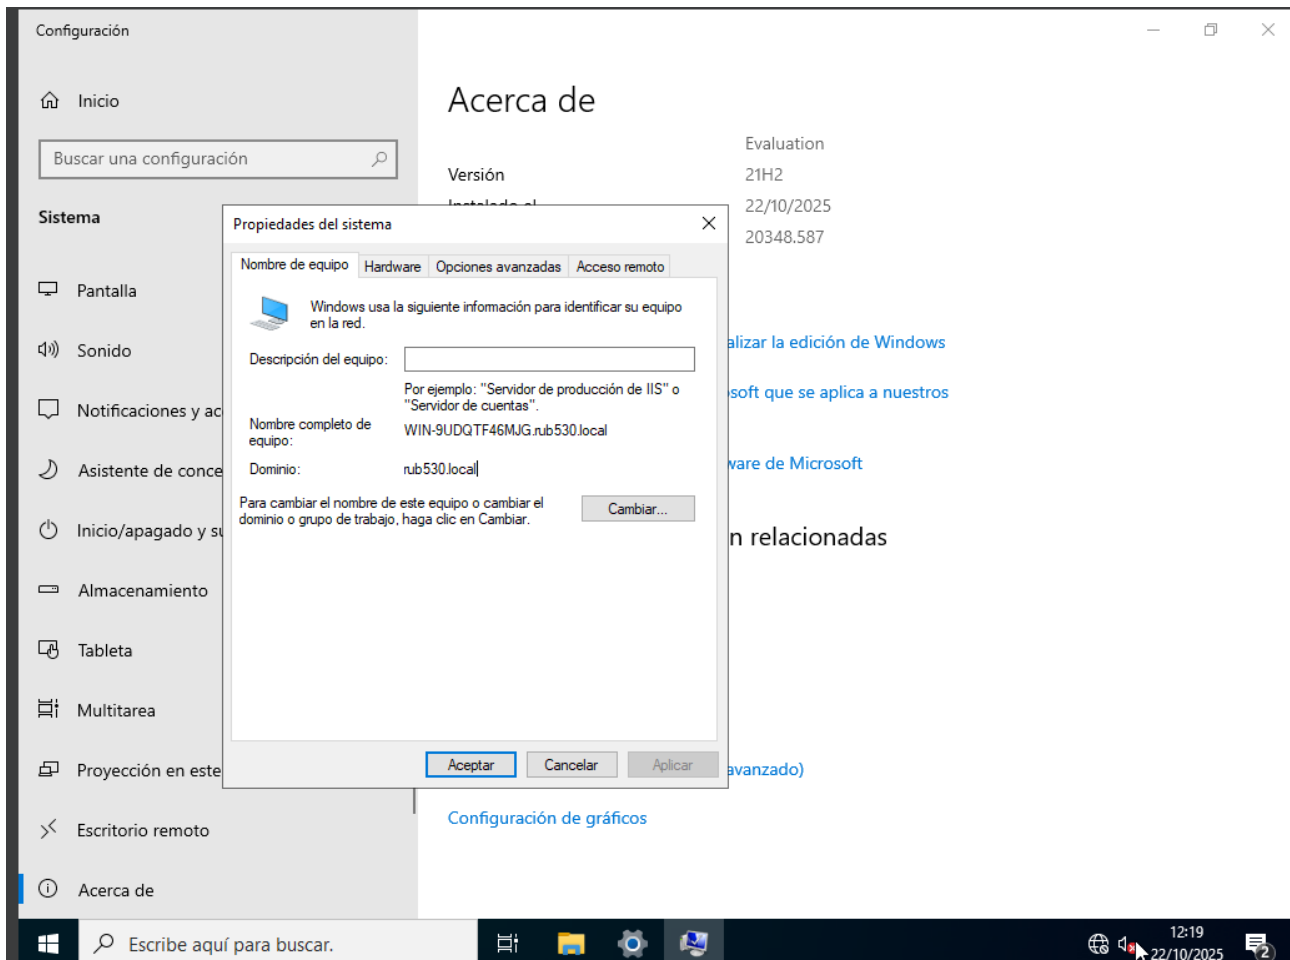 Configuración
Inicio
Buscar una configuración
Sistema
Pantalla
Sonido
Notificaciones y ac
Asistente de conce
Inicio/apagado y su
Almacenamiento
Tableta
Multitarea
Proyección en este
Escritorio remoto
Acerca de
Acerca de
Evaluation
Versión 21H2
22/10/2025
20348.587
alizar la edición de Windows
osoft que se aplica a nuestros
ware de Microsoft
n relacionadas
avanzado)
Configuración de gráficos
Propiedades del sistema
Nombre de equipo Hardware Opciones avanzadas Acceso remoto
Windows usa la siguiente información para identificar su equipo
en la red.
Descripción del equipo:
Por ejemplo: "Servidor de producción de IIS" o
"Servidor de cuentas".
Nombre completo de
equipo:
WIN-9UDQTF46MJG.rub530.local
Dominio: rub530.local
Para cambiar el nombre de este equipo o cambiar el
dominio o grupo de trabajo, haga clic en Cambiar.
Cambiar...
Aceptar Cancelar Aplicar
Escribe aquí para buscar.
12:19
22/10/2025
2